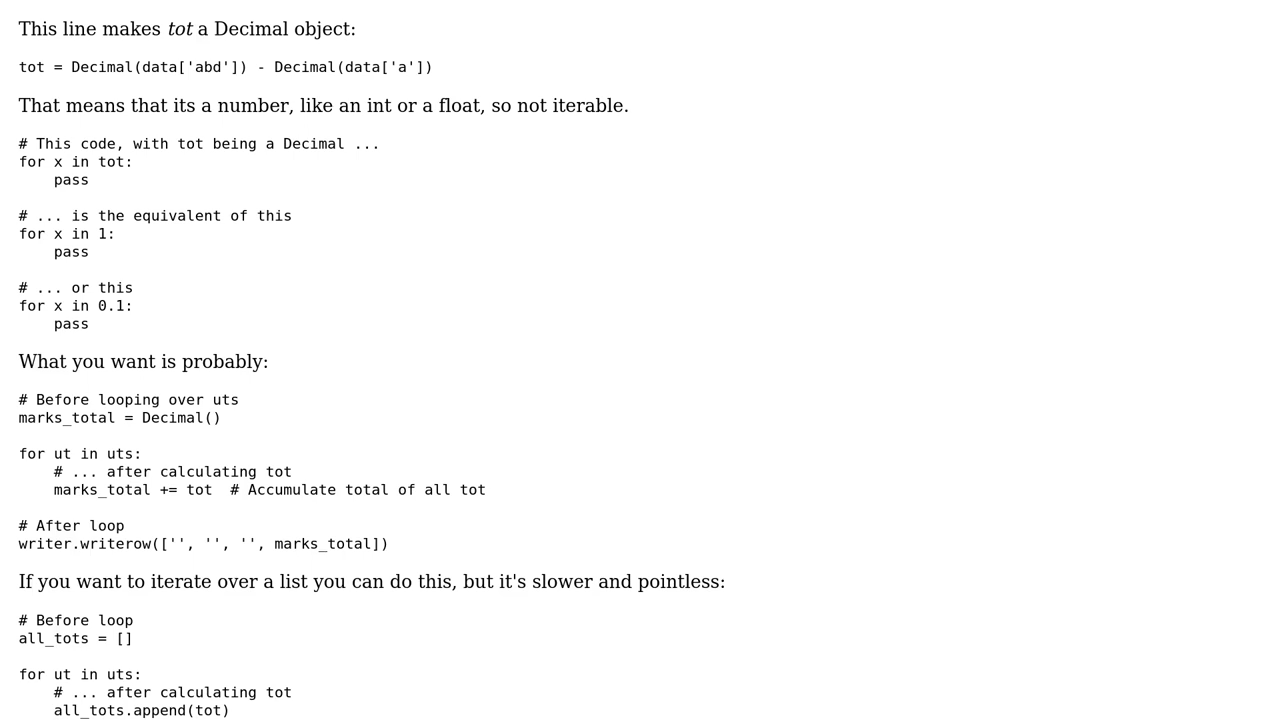 This line makes tot a Decimal object:
tot = Decimal(data['abd']) - Decimal(data['a'])
That means that its a number, like an int or a float, so not iterable.
# This code, with tot being a Decimal ...
for x in tot:
    pass
# ... is the equivalent of this
for x in 1:
    pass
# ... or this
for x in 0.1:
    pass
What you want is probably:
# Before looping over uts
marks_total = Decimal()
for ut in uts:
    # ... after calculating tot
    marks_total += tot  # Accumulate total of all tot
# After loop
writer.writerow(['', '', '', marks_total])
If you want to iterate over a list you can do this, but it's slower and pointless:
# Before loop
all_tots = []
for ut in uts:
    # ... after calculating tot
    all_tots.append(tot)